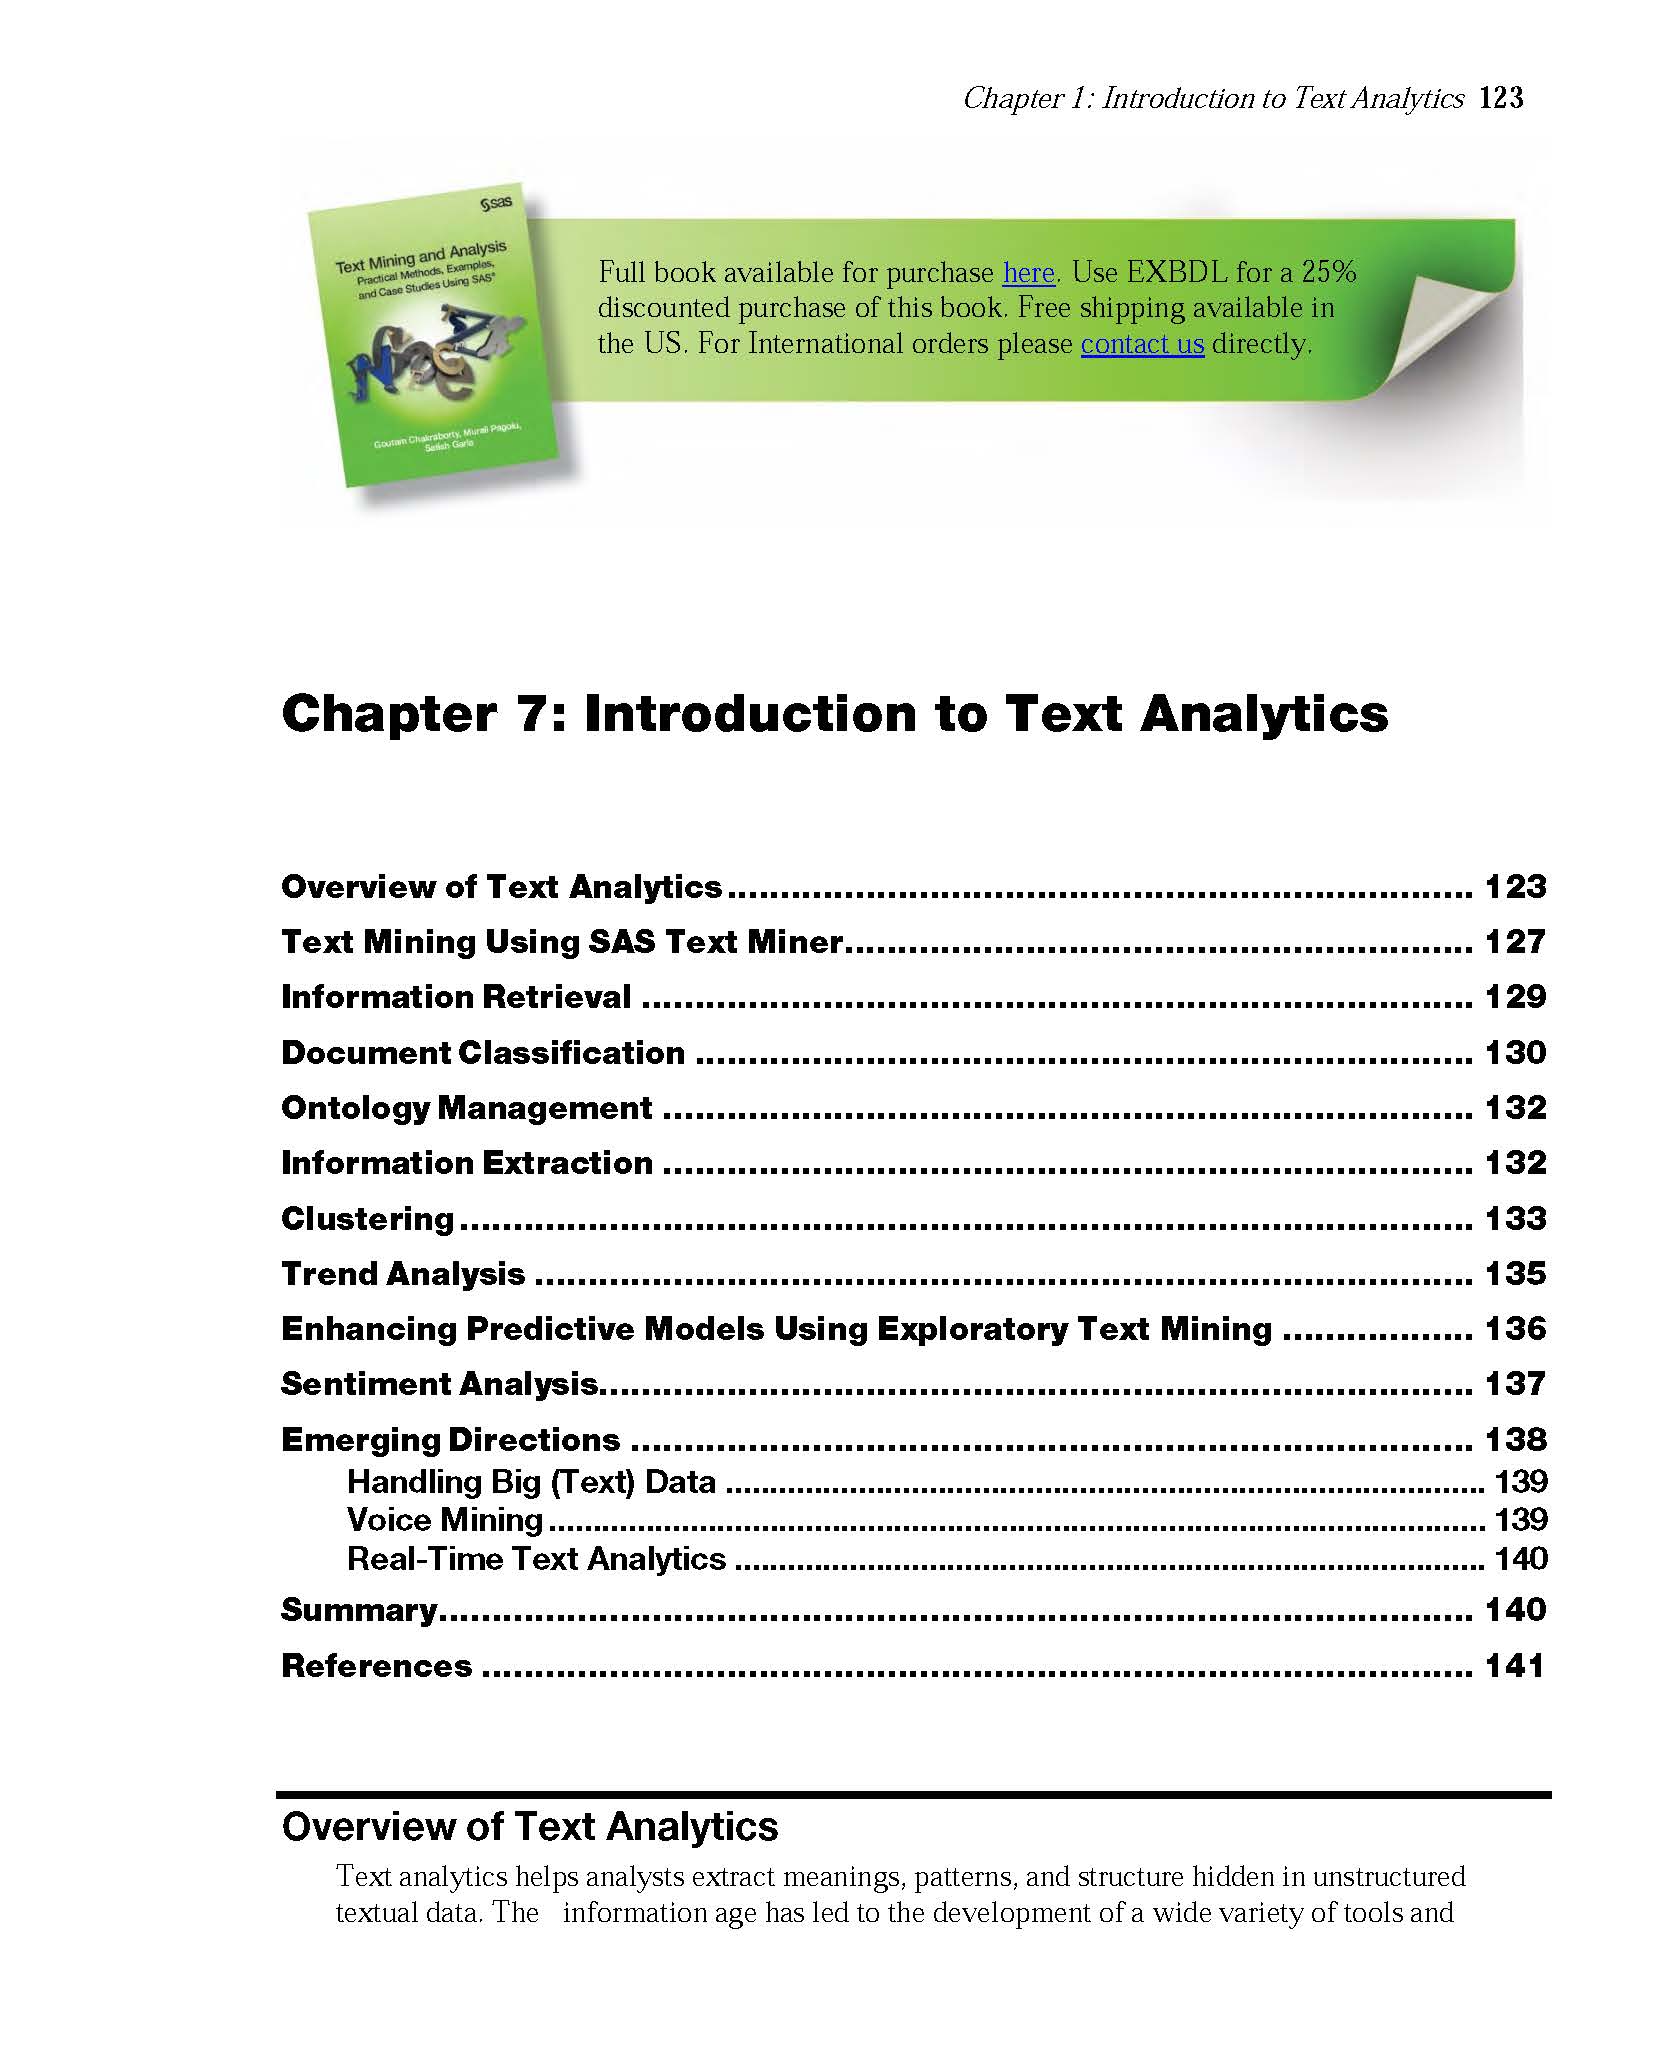 Chapter 1: Introduction to Text Analytics 123
sas
Text Mining and Analysis
Practical Methods, Examples,
and Case Studies Using SAS®
Goutam Chakraborty, Murali Pagolu,
Satish Garla
Full book available for purchase here. Use EXBDL for a 25%
discounted purchase of this book. Free shipping available in
the US. For International orders please contact us directly.
Chapter 7: Introduction to Text Analytics
Overview of Text Analytics ........................................ 123
Text Mining Using SAS Text Miner ........................................ 127
Information Retrieval ........................................ 129
Document Classification ........................................ 130
Ontology Management ........................................ 132
Information Extraction ........................................ 132
Clustering ........................................ 133
Trend Analysis ........................................ 135
Enhancing Predictive Models Using Exploratory Text Mining .................. 136
Sentiment Analysis ........................................ 137
Emerging Directions ........................................ 138
Handling Big (Text) Data ........................................ 139
Voice Mining ........................................ 139
Real-Time Text Analytics ........................................ 140
Summary ........................................ 140
References ........................................ 141
Overview of Text Analytics
Text analytics helps analysts extract meanings, patterns, and structure hidden in unstructured
textual data. The information age has led to the development of a wide variety of tools and